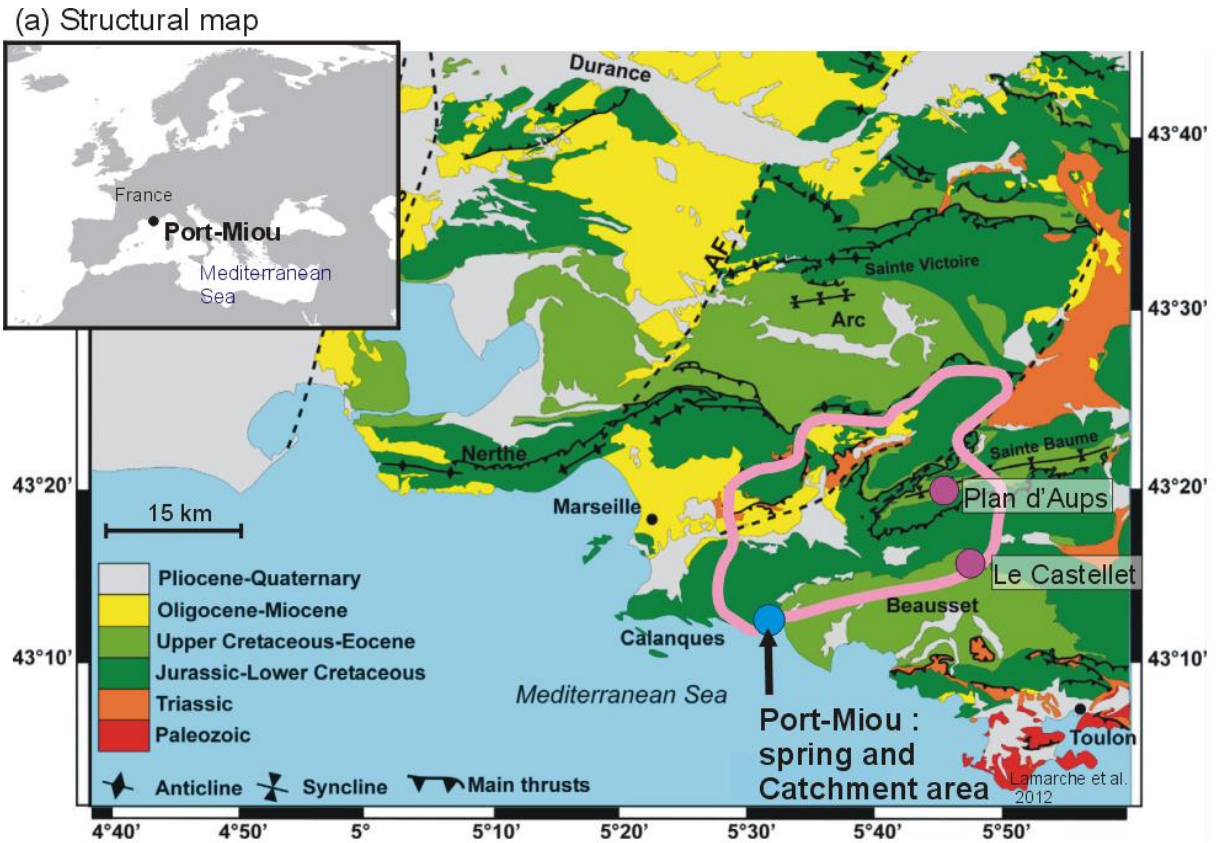 (a) Structural map
France
Port-Miou
Mediterranean
Sea
Durance
AF
Sainte Victoire
Arc
Nerthe
Sainte Baume
Marseille
Plan d'Aups
Le Castellet
Beausset
Calanques
Mediterranean Sea
Port-Miou :
spring and
Catchment area
Toulon
Lamarche et al.
2012
15 km
Pliocene-Quaternary
Oligocene-Miocene
Upper Cretaceous-Eocene
Jurassic-Lower Cretaceous
Triassic
Paleozoic
Anticline
Syncline
Main thrusts
43°40'
43°30'
43°20'
43°20'
43°10'
43°10'
4°40'
4°50'
5°
5°10'
5°20'
5°30'
5°40'
5°50'